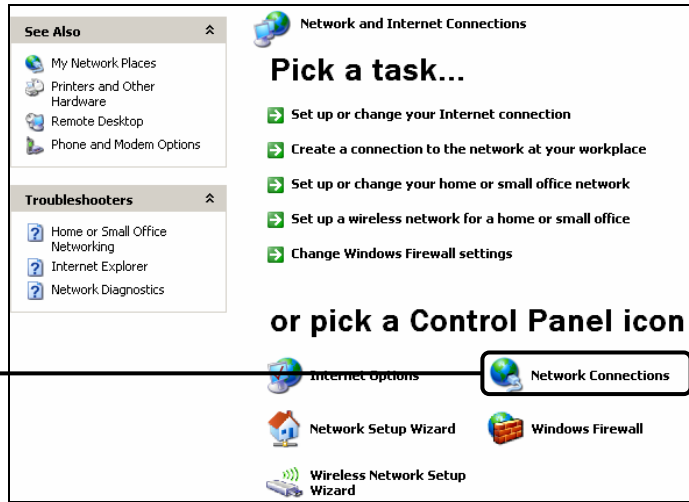 See Also
My Network Places
Printers and Other
Hardware
Remote Desktop
Phone and Modem Options
Troubleshooters
Home or Small Office
Networking
Internet Explorer
Network Diagnostics
Network and Internet Connections
Pick a task...
Set up or change your Internet connection
Create a connection to the network at your workplace
Set up or change your home or small office network
Set up a wireless network for a home or small office
Change Windows Firewall settings
or pick a Control Panel icon
Internet Options
Network Connections
Network Setup Wizard
Windows Firewall
Wireless Network Setup
Wizard